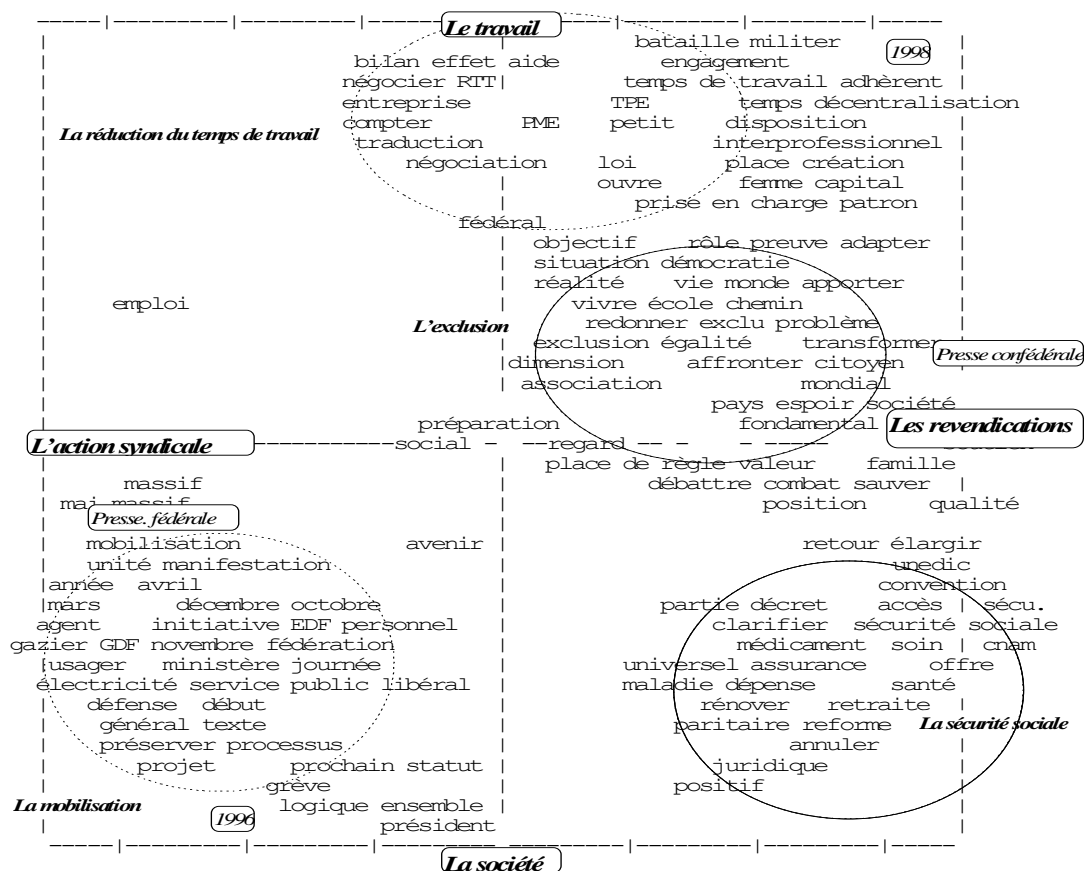 Le travail
bataille militer
1998
bilan effet aide engagement
négocier RTT temps de travail adhèrent
entreprise TPE temps décentralisation
La réduction du temps de travail
compter PME petit disposition
traduction interprofessionnel
négociation loi place création
ouvre femme capital
prise en charge patron
fédéral
objectif rôle preuve adapter
situation démocratie
réalité vie monde apporter
emploi vivre école chemin
L'exclusion
redonner exclu problème
exclusion égalité transformer
Presse confédérale
dimension affronter citoyen
association mondial
pays espoir société
préparation fondamental
L'action syndicale
Les revendications
social regard
place de règle valeur famille
massif débattre combat sauver
mai massif position qualité
Presse. fédérale
mobilisation avenir retour élargir
unité manifestation unedic
année avril convention
mars décembre octobre partie décret accès sécu.
agent initiative EDF personnel clarifier sécurité sociale
gazier GDF novembre fédération médicament soin cnam
usager ministère journée universel assurance offre
électricité service public libéral maladie dépense santé
défense début rénover retraite
général texte paritaire reforme
La sécurité sociale
préserver processus annuler
projet prochain statut juridique
grève positif
La mobilisation
logique ensemble
1996
président
La société